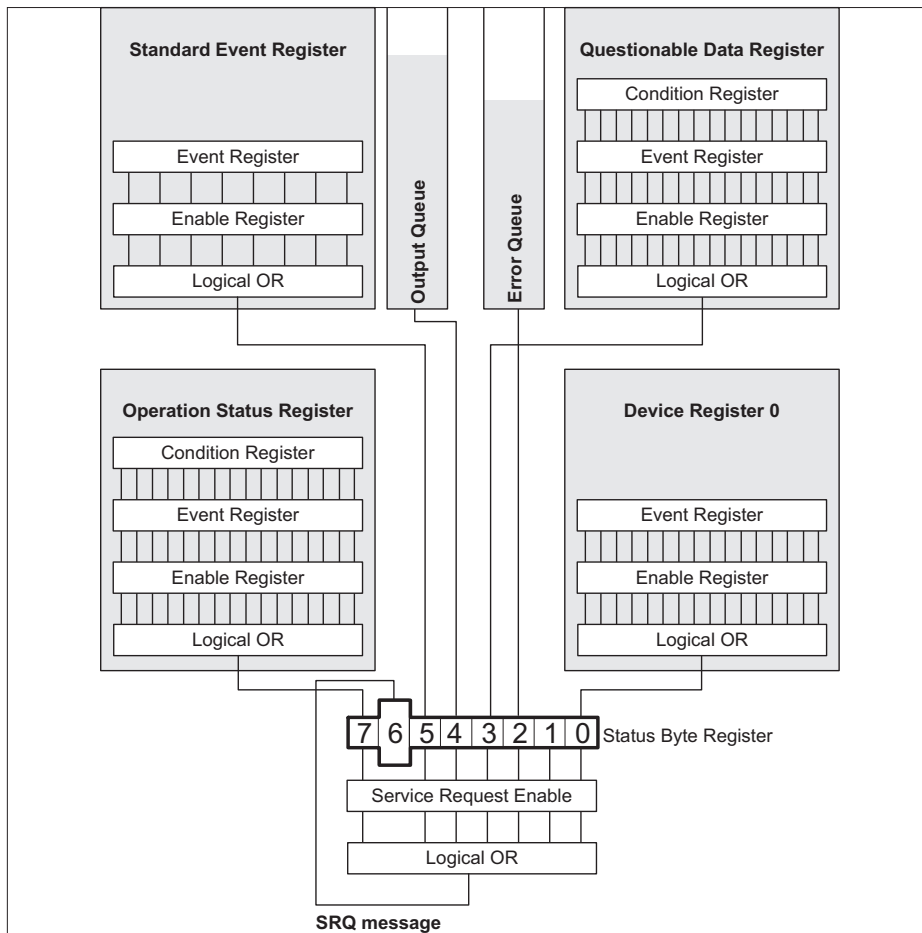 Standard Event Register
Event Register
Enable Register
Logical OR
Output Queue
Error Queue
Questionable Data Register
Condition Register
Event Register
Enable Register
Logical OR
Operation Status Register
Condition Register
Event Register
Enable Register
Logical OR
Device Register 0
Event Register
Enable Register
Logical OR
7 6 5 4 3 2 1 0
Status Byte Register
Service Request Enable
Logical OR
SRQ message